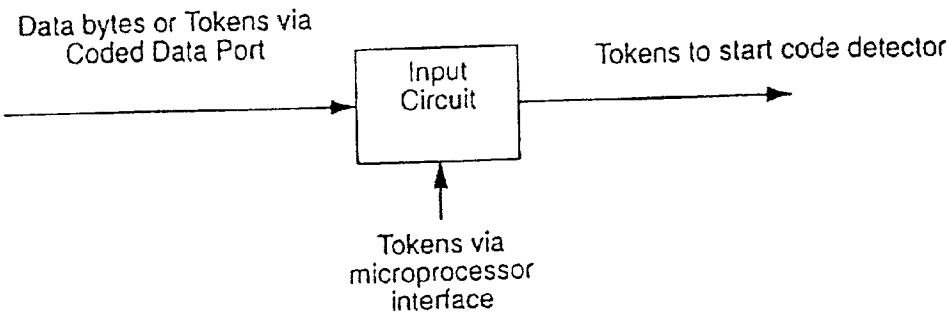 Data bytes or Tokens via
Coded Data Port
Input
Circuit
Tokens to start code detector
Tokens via
microprocessor
interface